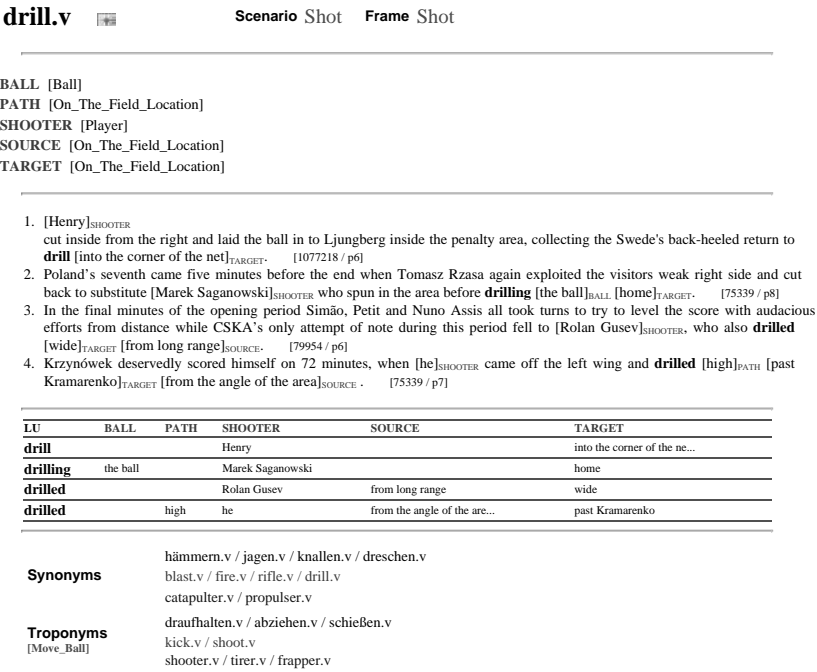 drill.v Scenario Shot Frame Shot
BALL [Ball]
PATH [On_The_Field_Location]
SHOOTER [Player]
SOURCE [On_The_Field_Location]
TARGET [On_The_Field_Location]
1. [Henry]SHOOTER
cut inside from the right and laid the ball in to Ljungberg inside the penalty area, collecting the Swede's back-heeled return to
drill [into the corner of the net]TARGET. [1077218 / p6]
2. Poland's seventh came five minutes before the end when Tomasz Rzasa again exploited the visitors weak right side and cut
back to substitute [Marek Saganowski]SHOOTER who spun in the area before drilling [the ball]BALL [home]TARGET. [75339 / p8]
3. In the final minutes of the opening period Simão, Petit and Nuno Assis all took turns to try to level the score with audacious
efforts from distance while CSKA's only attempt of note during this period fell to [Rolan Gusev]SHOOTER, who also drilled
[wide]TARGET [from long range]SOURCE. [79954 / p6]
4. Krzynówek deservedly scored himself on 72 minutes, when [he]SHOOTER came off the left wing and drilled [high]PATH [past
Kramarenko]TARGET [from the angle of the area]SOURCE . [75339 / p7]
LU BALL PATH SHOOTER SOURCE TARGET
drill Henry into the corner of the ne...
drilling the ball Marek Saganowski home
drilled Rolan Gusev from long range wide
drilled high he from the angle of the are... past Kramarenko
Synonyms
hämmern.v / jagen.v / knallen.v / dreschen.v
blast.v / fire.v / rifle.v / drill.v
catapulter.v / propulser.v
Troponyms
[Move_Ball]
draufhalten.v / abziehen.v / schießen.v
kick.v / shoot.v
shooter.v / tirer.v / frapper.v